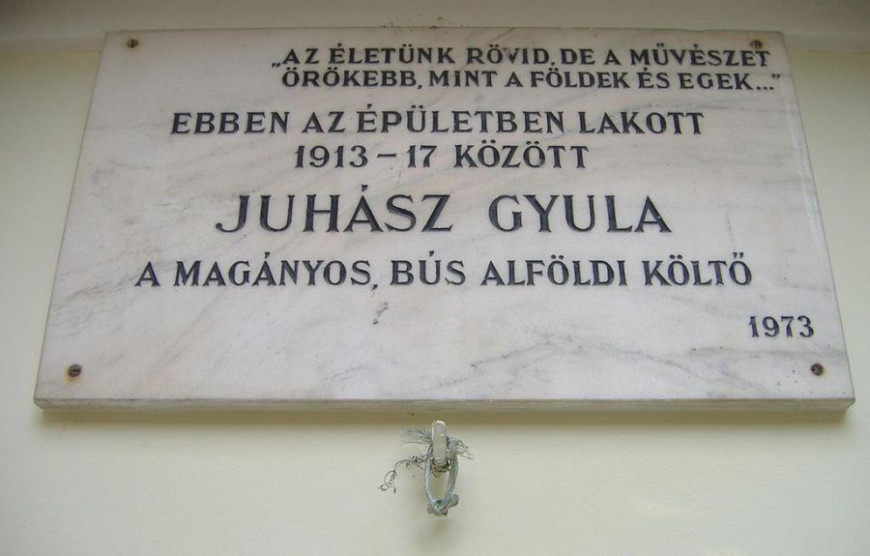 „AZ ÉLETÜNK RÖVID, DE A MŰVÉSZET
ÖRÖKEBB, MINT A FÖLDEK ÉS EGEK..."
EBBEN AZ ÉPÜLETBEN LAKOTT
1913 – 17 KÖZÖTT
JUHÁSZ GYULA
A MAGÁNYOS, BÚS ALFÖLDI KÖLTŐ
1973